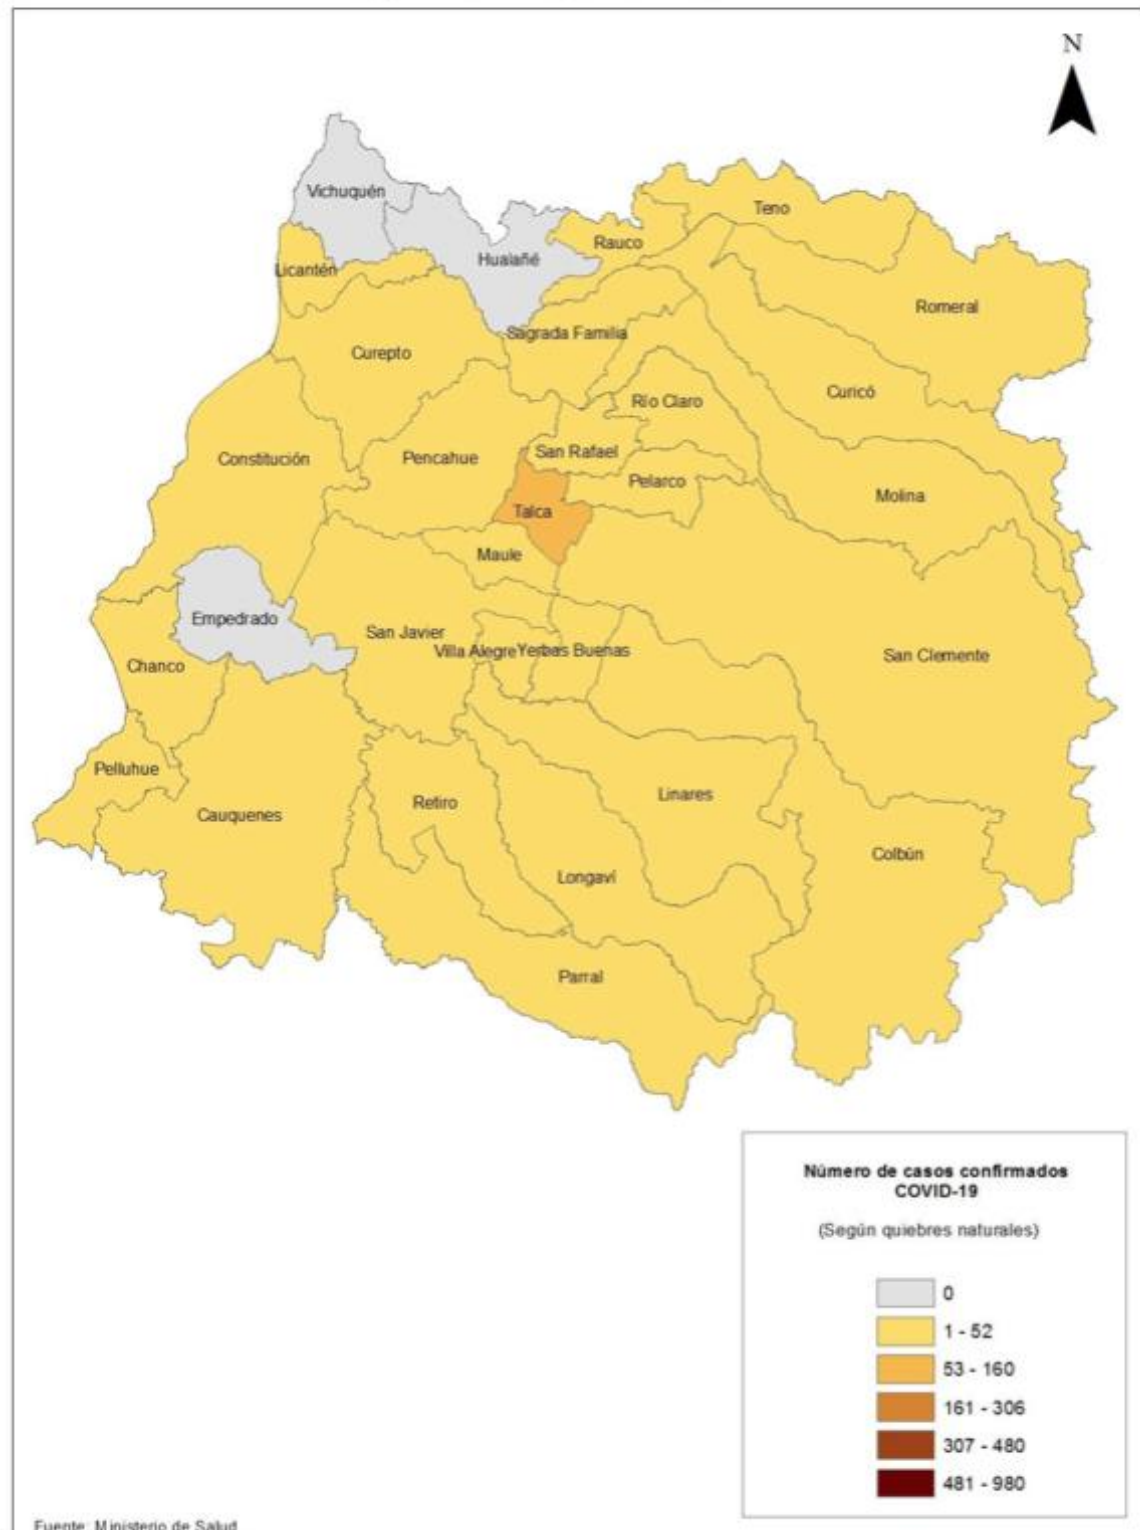 N
Vichuquén
Teno
Rauco
Hualañé
Licantén
Romeral
Sagrada Familia
Curepto
Curicó
Río Claro
San Rafael
Constitución
Pencahue
Pelarco
Molina
Talca
Maule
Empedrado
San Javier
Villa Alegre
Yerbas Buenas
San Clemente
Chanco
Pelluhue
Linares
Retiro
Cauquenes
Colbún
Longaví
Parral
Número de casos confirmados
COVID-19
(Según quiebres naturales)
0
1 - 52
53 - 160
161 - 306
307 - 480
481 - 980
Fuente: Ministerio de Salud